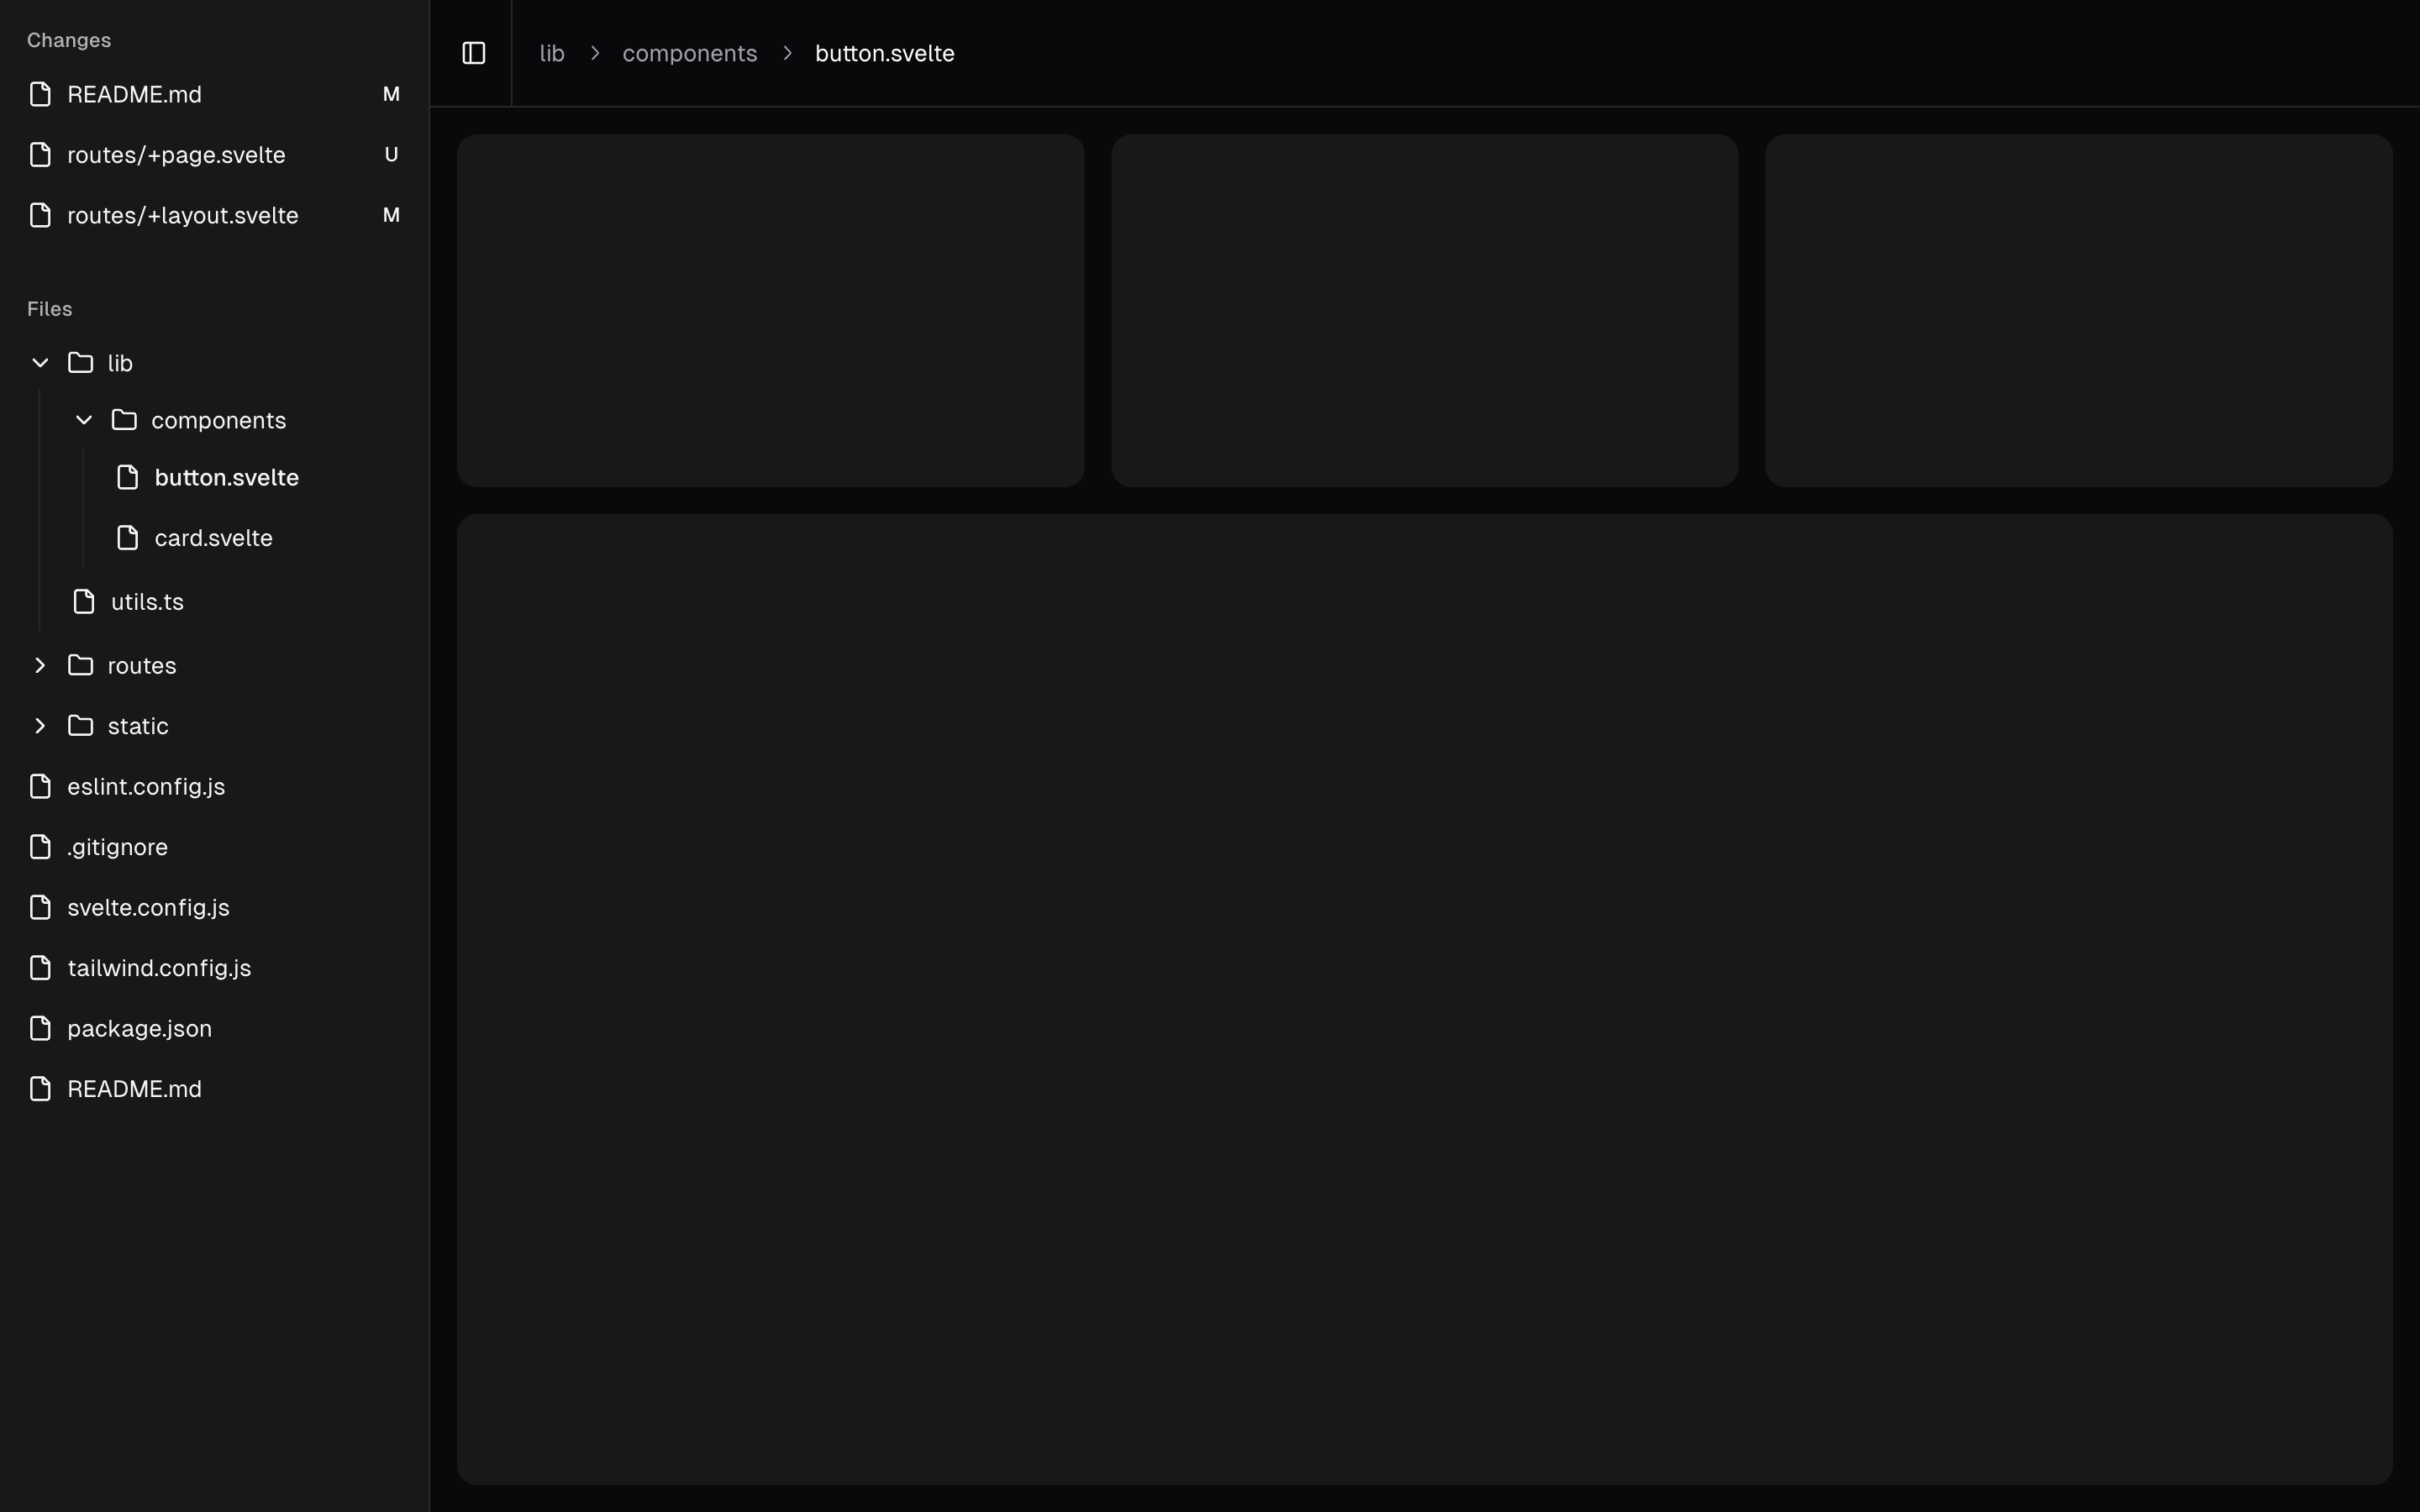 Changes
README.md M
routes/+page.svelte U
routes/+layout.svelte M
Files
lib
components
button.svelte
card.svelte
utils.ts
routes
static
eslint.config.js
.gitignore
svelte.config.js
tailwind.config.js
package.json
README.md
lib components button.svelte